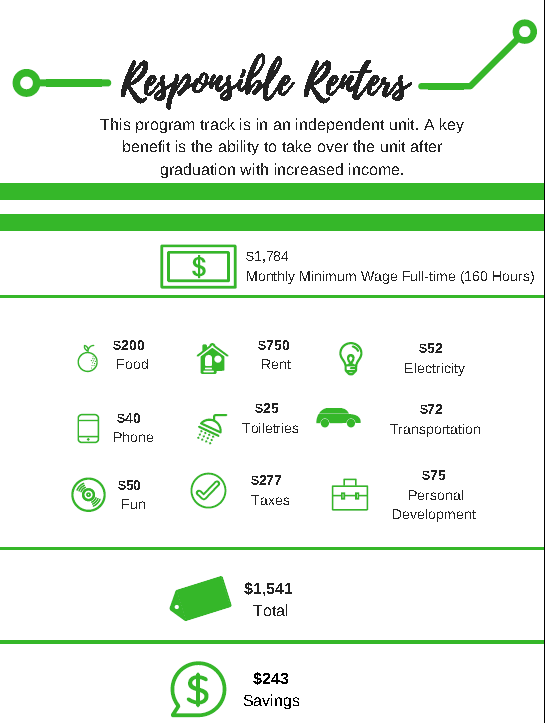 Responsible Renters
This program track is in an independent unit. A key
benefit is the ability to take over the unit after
graduation with increased income.
$
$1,784
Monthly Minimum Wage Full-time (160 Hours)
$200
Food
$750
Rent
$52
Electricity
$40
Phone
$25
Toiletries
$72
Transportation
$50
Fun
$277
Taxes
$75
Personal
Development
$1,541
Total
$
$243
Savings